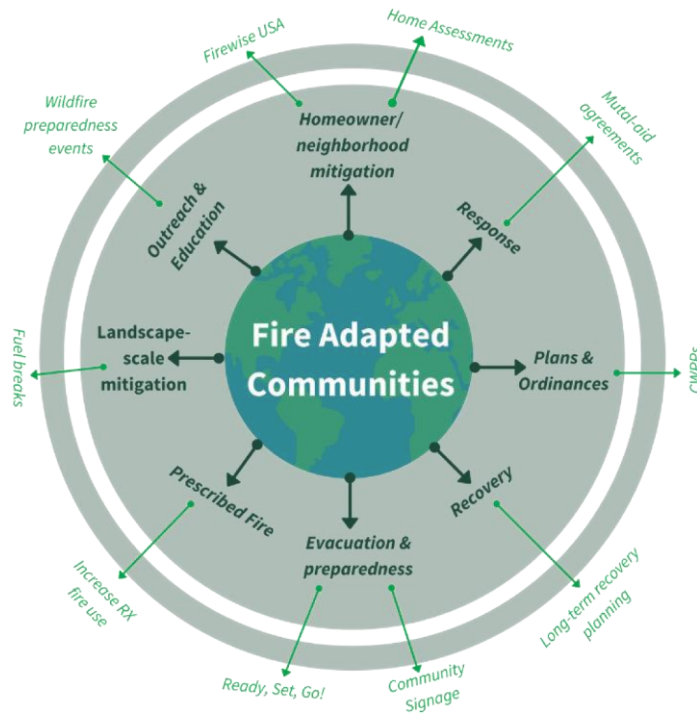 Fire Adapted
Communities
Homeowner/
neighborhood
mitigation
Response
Plans &
Ordinances
Recovery
Evacuation &
preparedness
Prescribed Fire
Landscape-
scale
mitigation
Outreach &
Education
Firewise USA
Home Assessments
Mutal-aid
agreements
CWPPs
Long-term recovery
planning
Community
Signage
Ready, Set, Go!
Increase RX
fire use
Fuel breaks
Wildfire
preparedness
events